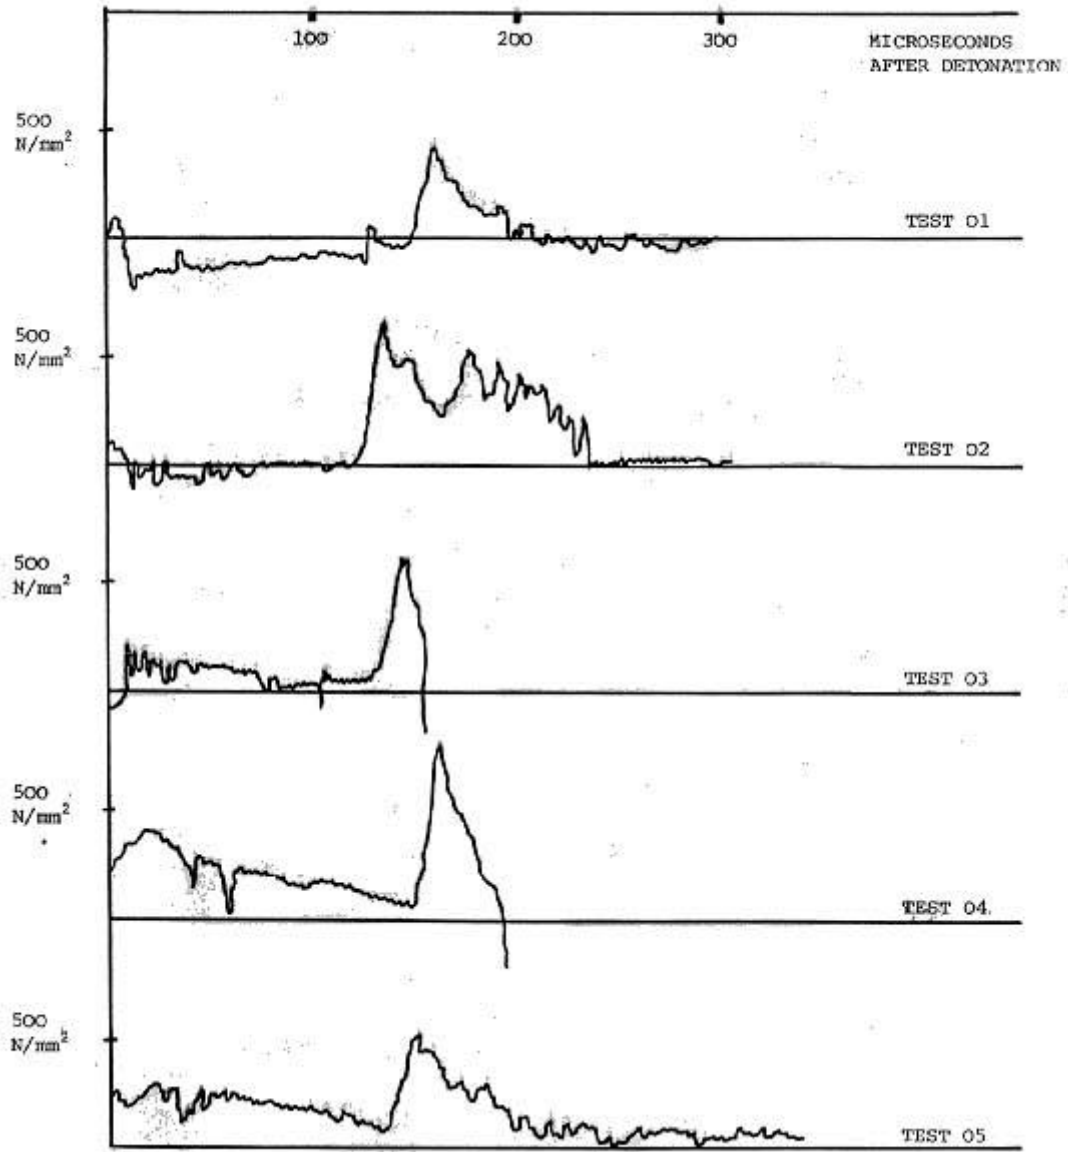 100 200 300 MICROSECONDS
AFTER DETONATION
500
N/mm²
TEST 01
500
N/mm²
TEST 02
500
N/mm²
TEST 03
500
N/mm²
TEST 04
500
N/mm²
TEST 05